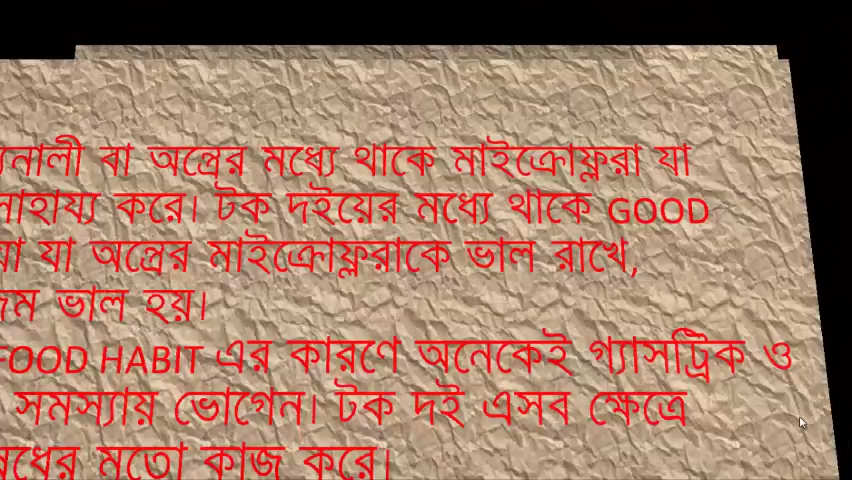 বা অন্ত্রের মধ্যে থাকে মাইক্রোফ্লরা যা
সাহায্য করে। টক দইয়ের মধ্যে থাকে GOOD
যা অন্ত্রের মাইক্রোফ্লরাকে ভাল রাখে,
ভাল হয়।
FOOD HABIT এর কারণে অনেকেই গ্যাসট্রিক ও
সমস্যায় ভোগেন। টক দই এসব ক্ষেত্রে
মতো কাজ করে।